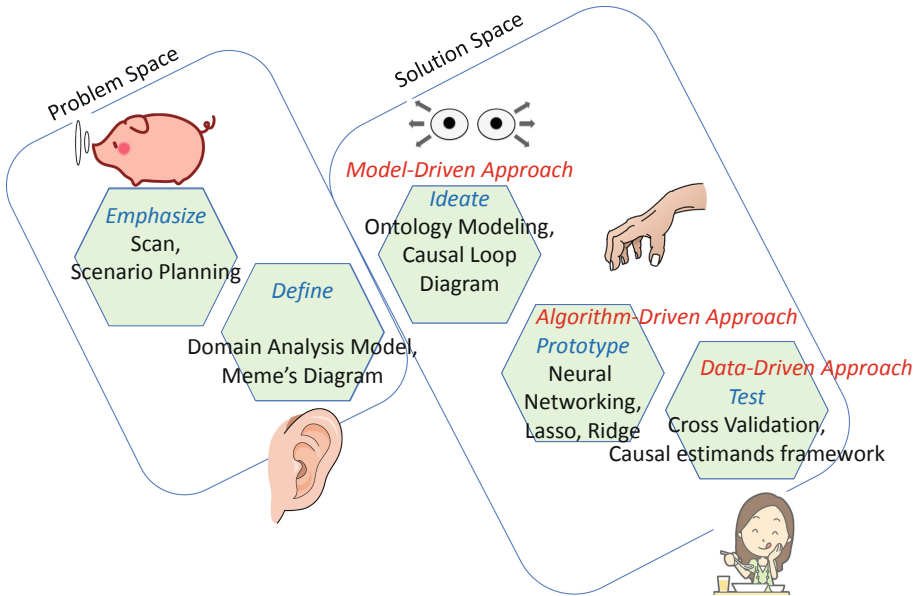 Problem Space
Emphasize
Scan,
Scenario Planning
Define
Domain Analysis Model,
Meme's Diagram
Solution Space
Model-Driven Approach
Ideate
Ontology Modeling,
Causal Loop
Diagram
Algorithm-Driven Approach
Prototype
Neural
Networking,
Lasso, Ridge
Data-Driven Approach
Test
Cross Validation,
Causal estimands framework